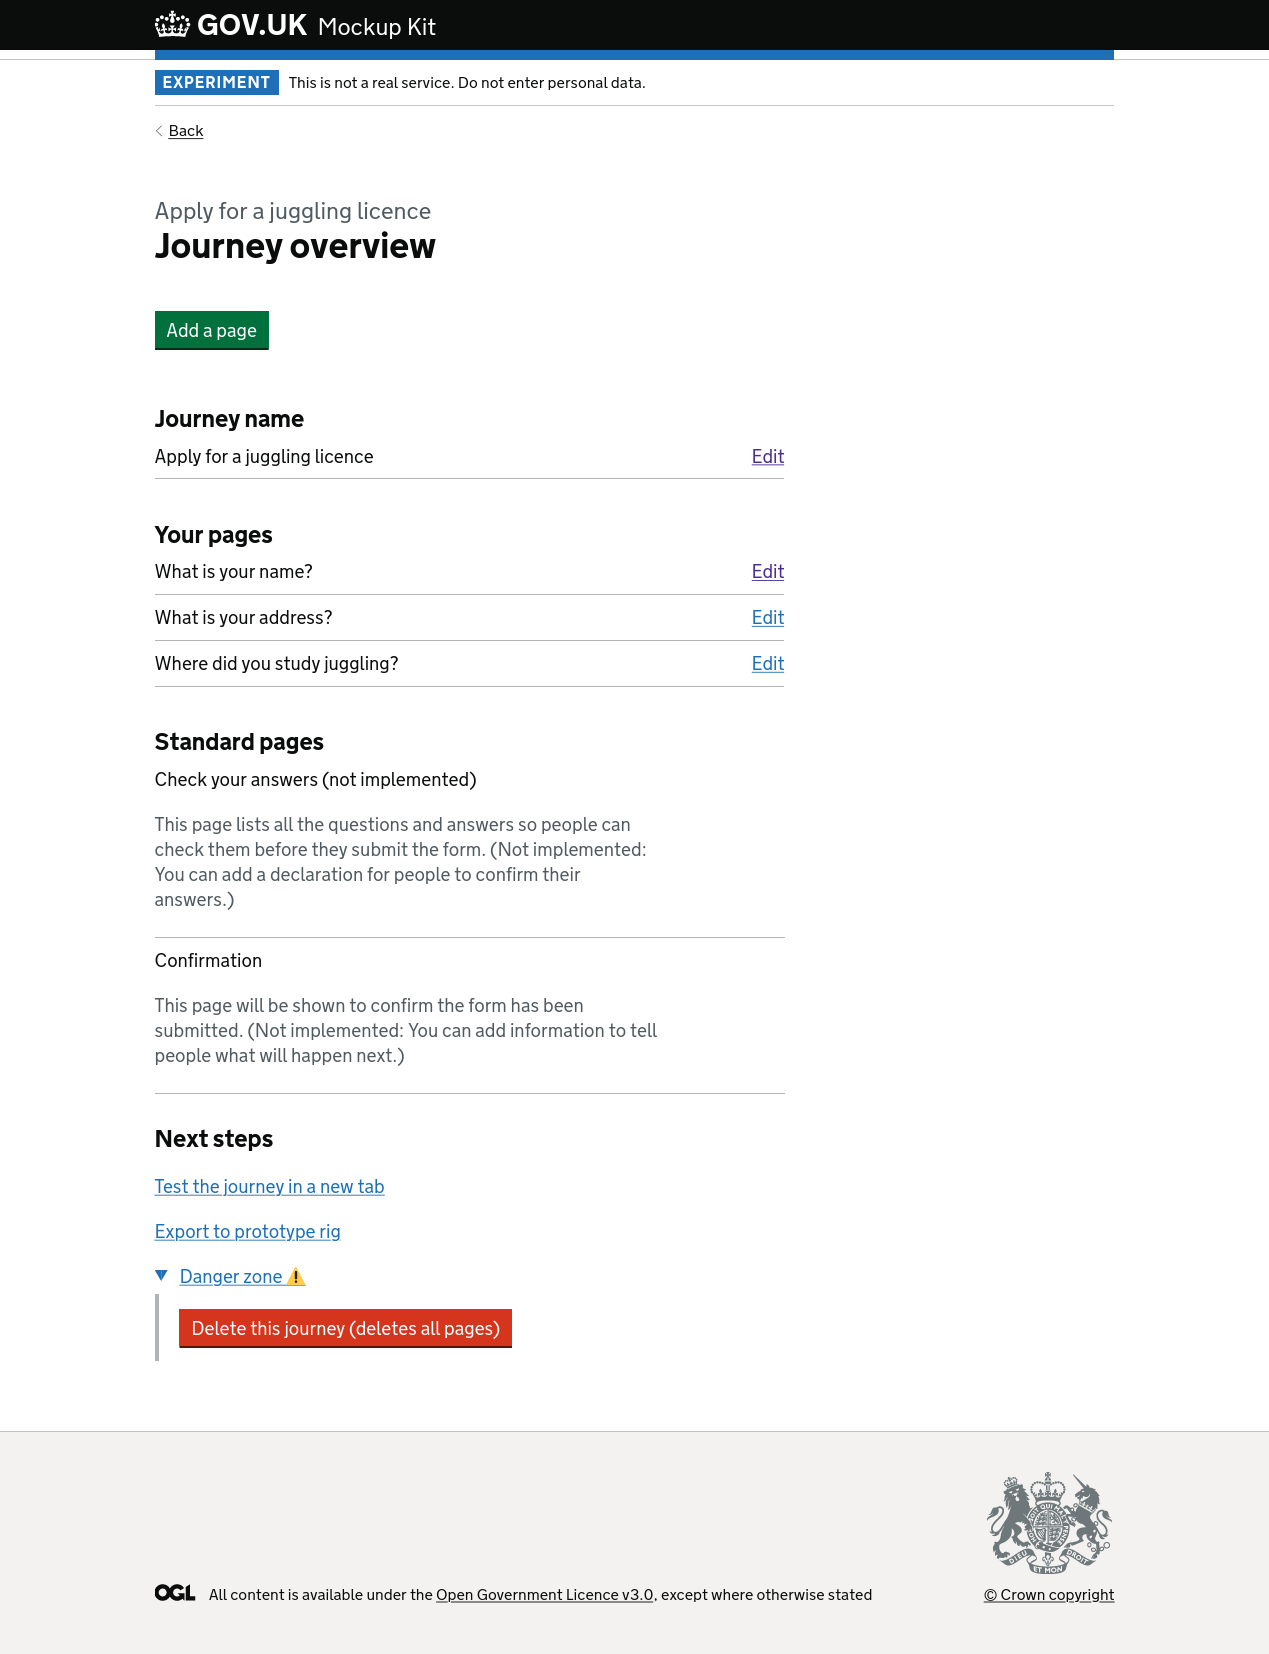 GOV.UK Mockup Kit
EXPERIMENT This is not a real service. Do not enter personal data.
Back
Apply for a juggling licence
Journey overview
Add a page
Journey name
Apply for a juggling licence Edit
Your pages
What is your name? Edit
What is your address? Edit
Where did you study juggling? Edit
Standard pages
Check your answers (not implemented)
This page lists all the questions and answers so people can
check them before they submit the form. (Not implemented:
You can add a declaration for people to confirm their
answers.)
Confirmation
This page will be shown to confirm the form has been
submitted. (Not implemented: You can add information to tell
people what will happen next.)
Next steps
Test the journey in a new tab
Export to prototype rig
Danger zone ⚠️
Delete this journey (deletes all pages)
DIEU ET MON DROIT
OGL All content is available under the Open Government Licence v3.0, except where otherwise stated
© Crown copyright